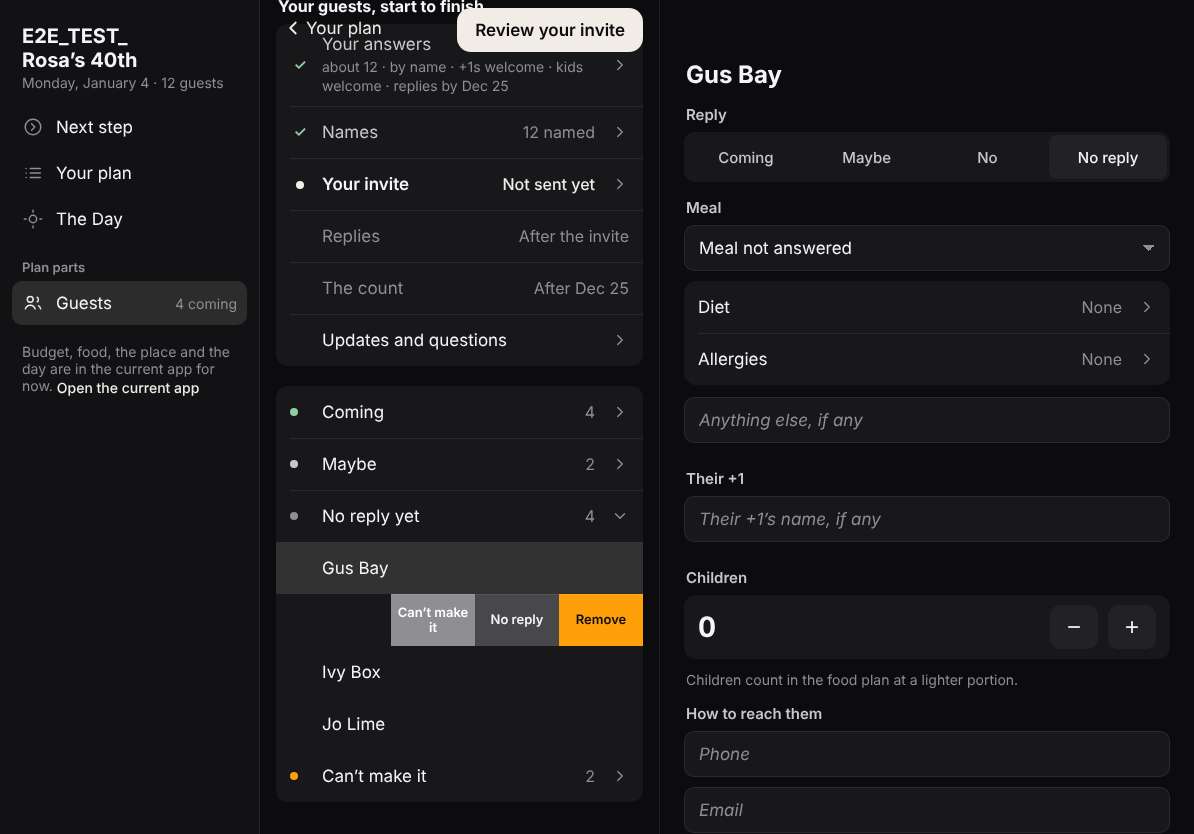 E2E_TEST_
Rosa’s 40th
Monday, January 4 · 12 guests
Next step
Your plan
The Day
Plan parts
Guests 4 coming
Budget, food, the place and the
day are in the current app for
now. Open the current app
Your guests, start to finish
Your plan
Review your invite
Your answers
about 12 · by name · +1s welcome · kids
welcome · replies by Dec 25
Names 12 named
Your invite Not sent yet
Replies After the invite
The count After Dec 25
Updates and questions
Coming 4
Maybe 2
No reply yet 4
Gus Bay
Can’t make
it
No reply
Remove
Ivy Box
Jo Lime
Can’t make it 2
Gus Bay
Reply
Coming Maybe No No reply
Meal
Meal not answered
Diet None
Allergies None
Anything else, if any
Their +1
Their +1’s name, if any
Children
0 − +
Children count in the food plan at a lighter portion.
How to reach them
Phone
Email